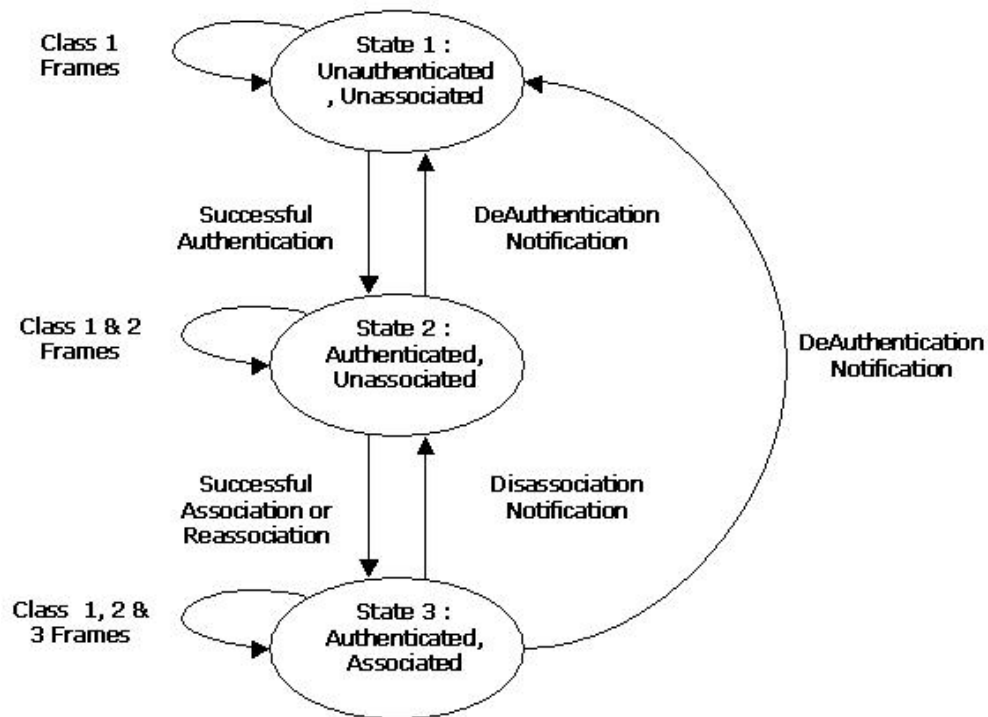 Class 1
Frames
State 1 :
Unauthenticated
, Unassociated
Successful
Authentication
DeAuthentication
Notification
Class 1 & 2
Frames
State 2 :
Authenticated,
Unassociated
DeAuthentication
Notification
Successful
Association or
Reassociation
Disassociation
Notification
Class 1, 2 &
3 Frames
State 3 :
Authenticated,
Associated